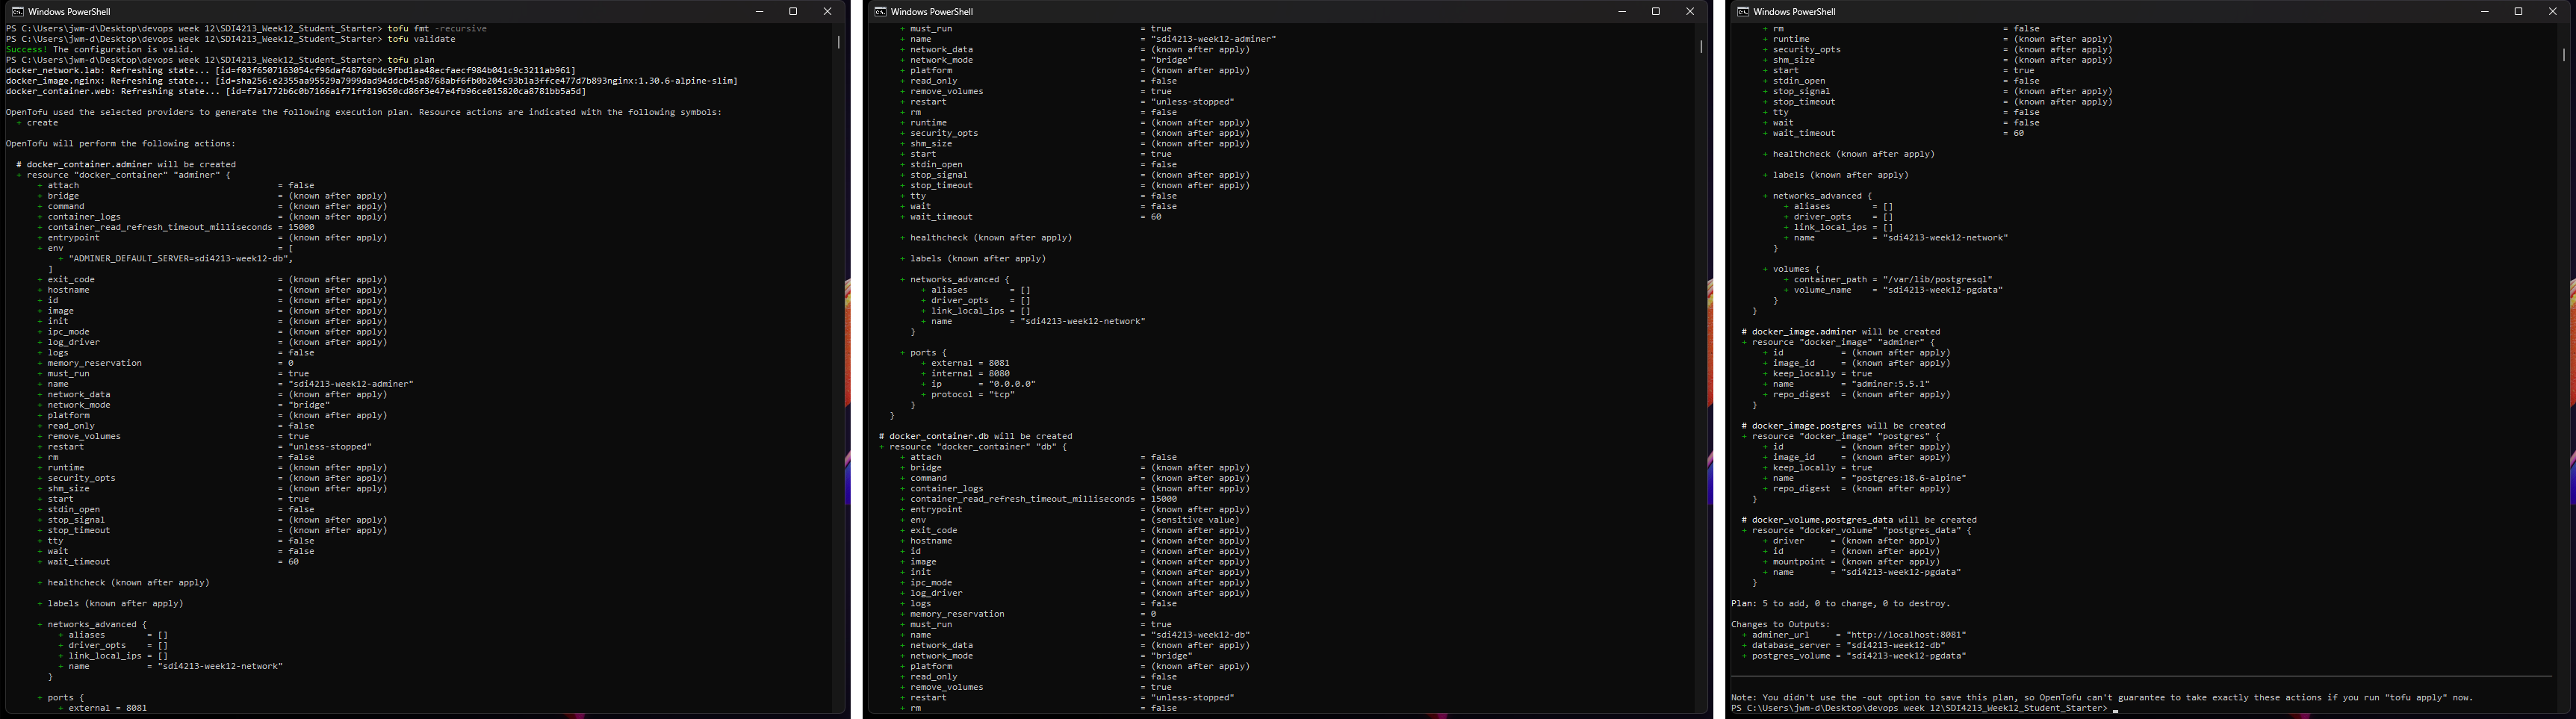 Windows PowerShell
PS C:\Users\jwm-d\Desktop\devops week 12\SDI4213_Week12_Student_Starter> tofu fmt -recursive
PS C:\Users\jwm-d\Desktop\devops week 12\SDI4213_Week12_Student_Starter> tofu validate
Success! The configuration is valid.
PS C:\Users\jwm-d\Desktop\devops week 12\SDI4213_Week12_Student_Starter> tofu plan
docker_network.lab: Refreshing state... [id=f03f6507163054cf96daf48769bdc9fbd1aa48ecfaecf984b041c9c3211ab961]
docker_image.nginx: Refreshing state... [id=sha256:e2355aa95529a7999dad94ddcb45a8768abf6fb0b204c93b1a3ffce477d7b893nginx:1.30.6-alpine-slim]
docker_container.web: Refreshing state... [id=f7a1772b6c0b7166a1f71ff819650cd86f3e47e4fb96ce015820ca8781bb5a5d]
OpenTofu used the selected providers to generate the following execution plan. Resource actions are indicated with the following symbols:
+ create
OpenTofu will perform the following actions:
# docker_container.adminer will be created
+ resource "docker_container" "adminer" {
+ attach = false
+ bridge = (known after apply)
+ command = (known after apply)
+ container_logs = (known after apply)
+ container_read_refresh_timeout_milliseconds = 15000
+ entrypoint = (known after apply)
+ env = [
+ "ADMINER_DEFAULT_SERVER=sdi4213-week12-db",
]
+ exit_code = (known after apply)
+ hostname = (known after apply)
+ id = (known after apply)
+ image = (known after apply)
+ init = (known after apply)
+ ipc_mode = (known after apply)
+ log_driver = (known after apply)
+ logs = false
+ memory_reservation = 0
+ must_run = true
+ name = "sdi4213-week12-adminer"
+ network_data = (known after apply)
+ network_mode = "bridge"
+ platform = (known after apply)
+ read_only = false
+ remove_volumes = true
+ restart = "unless-stopped"
+ rm = false
+ runtime = (known after apply)
+ security_opts = (known after apply)
+ shm_size = (known after apply)
+ start = true
+ stdin_open = false
+ stop_signal = (known after apply)
+ stop_timeout = (known after apply)
+ tty = false
+ wait = false
+ wait_timeout = 60
+ healthcheck (known after apply)
+ labels (known after apply)
+ networks_advanced {
+ aliases = []
+ driver_opts = []
+ link_local_ips = []
+ name = "sdi4213-week12-network"
}
+ ports {
+ external = 8081
Windows PowerShell
+ must_run = true
+ name = "sdi4213-week12-adminer"
+ network_data = (known after apply)
+ network_mode = "bridge"
+ platform = (known after apply)
+ read_only = false
+ remove_volumes = true
+ restart = "unless-stopped"
+ rm = false
+ runtime = (known after apply)
+ security_opts = (known after apply)
+ shm_size = (known after apply)
+ start = true
+ stdin_open = false
+ stop_signal = (known after apply)
+ stop_timeout = (known after apply)
+ tty = false
+ wait = false
+ wait_timeout = 60
+ healthcheck (known after apply)
+ labels (known after apply)
+ networks_advanced {
+ aliases = []
+ driver_opts = []
+ link_local_ips = []
+ name = "sdi4213-week12-network"
}
+ ports {
+ external = 8081
+ internal = 8080
+ ip = "0.0.0.0"
+ protocol = "tcp"
}
}
# docker_container.db will be created
+ resource "docker_container" "db" {
+ attach = false
+ bridge = (known after apply)
+ command = (known after apply)
+ container_logs = (known after apply)
+ container_read_refresh_timeout_milliseconds = 15000
+ entrypoint = (known after apply)
+ env = (sensitive value)
+ exit_code = (known after apply)
+ hostname = (known after apply)
+ id = (known after apply)
+ image = (known after apply)
+ init = (known after apply)
+ ipc_mode = (known after apply)
+ log_driver = (known after apply)
+ logs = false
+ memory_reservation = 0
+ must_run = true
+ name = "sdi4213-week12-db"
+ network_data = (known after apply)
+ network_mode = "bridge"
+ platform = (known after apply)
+ read_only = false
+ remove_volumes = true
+ restart = "unless-stopped"
+ rm = false
Windows PowerShell
+ rm = false
+ runtime = (known after apply)
+ security_opts = (known after apply)
+ shm_size = (known after apply)
+ start = true
+ stdin_open = false
+ stop_signal = (known after apply)
+ stop_timeout = (known after apply)
+ tty = false
+ wait = false
+ wait_timeout = 60
+ healthcheck (known after apply)
+ labels (known after apply)
+ networks_advanced {
+ aliases = []
+ driver_opts = []
+ link_local_ips = []
+ name = "sdi4213-week12-network"
}
+ volumes {
+ container_path = "/var/lib/postgresql"
+ volume_name = "sdi4213-week12-pgdata"
}
}
# docker_image.adminer will be created
+ resource "docker_image" "adminer" {
+ id = (known after apply)
+ image_id = (known after apply)
+ keep_locally = true
+ name = "adminer:5.5.1"
+ repo_digest = (known after apply)
}
# docker_image.postgres will be created
+ resource "docker_image" "postgres" {
+ id = (known after apply)
+ image_id = (known after apply)
+ keep_locally = true
+ name = "postgres:18.6-alpine"
+ repo_digest = (known after apply)
}
# docker_volume.postgres_data will be created
+ resource "docker_volume" "postgres_data" {
+ driver = (known after apply)
+ id = (known after apply)
+ mountpoint = (known after apply)
+ name = "sdi4213-week12-pgdata"
}
Plan: 5 to add, 0 to change, 0 to destroy.
Changes to Outputs:
+ adminer_url = "http://localhost:8081"
+ database_server = "sdi4213-week12-db"
+ postgres_volume = "sdi4213-week12-pgdata"
Note: You didn't use the -out option to save this plan, so OpenTofu can't guarantee to take exactly these actions if you run "tofu apply" now.
PS C:\Users\jwm-d\Desktop\devops week 12\SDI4213_Week12_Student_Starter>